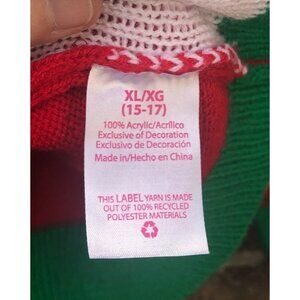 XL/XG
(15-17)
100% Acrylic/Acrílico
Exclusive of Decoration
Exclusivo de Decoración
Made in/Hecho en China
THIS LABEL YARN IS MADE
OUT OF 100% RECYCLED
POLYESTER MATERIALS